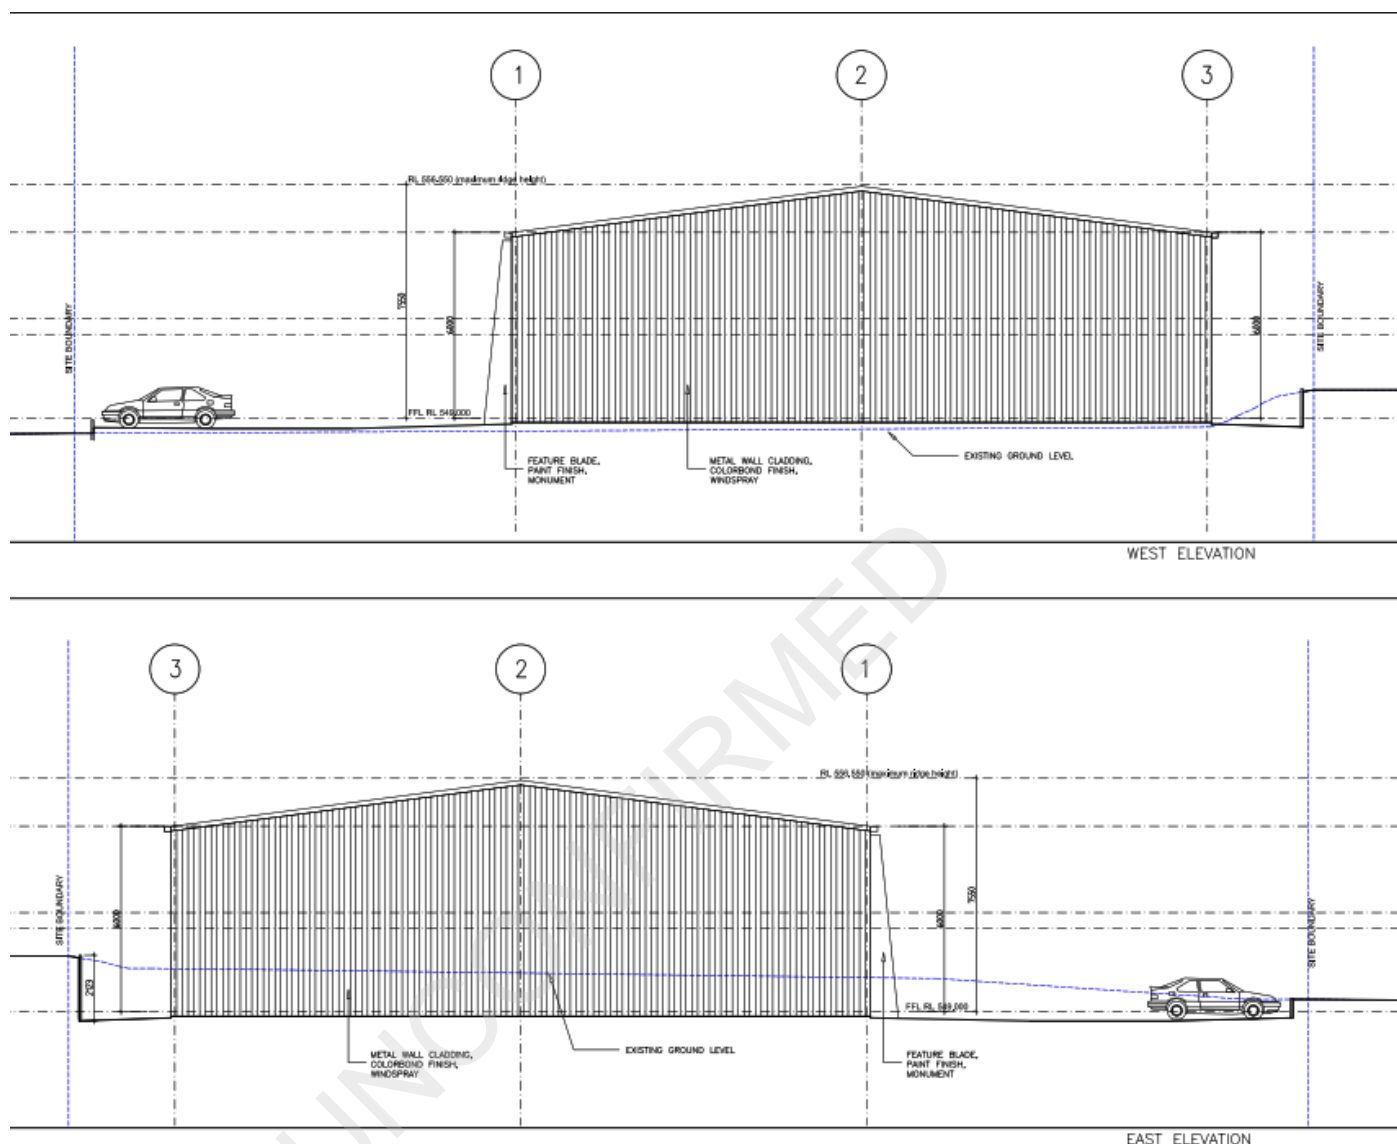 1
2
3
RL 556.550 (maximum ridge height)
SITE BOUNDARY
7550
6000
6000
SITE BOUNDARY
FFL RL 549.000
FEATURE BLADE,
PAINT FINISH,
MONUMENT
METAL WALL CLADDING,
COLORBOND FINISH,
WINDSPRAY
EXISTING GROUND LEVEL
WEST ELEVATION
3
2
1
RL 556.550 (maximum ridge height)
SITE BOUNDARY
6000
6000
7550
SITE BOUNDARY
2123
FFL RL 549.000
METAL WALL CLADDING,
COLORBOND FINISH,
WINDSPRAY
EXISTING GROUND LEVEL
FEATURE BLADE,
PAINT FINISH,
MONUMENT
EAST ELEVATION
UNCONFIRMED